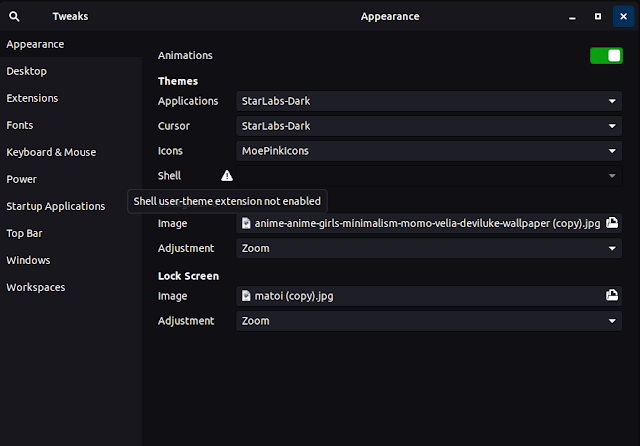 Tweaks
Appearance
Appearance
Desktop
Extensions
Fonts
Keyboard & Mouse
Power
Startup Applications
Top Bar
Windows
Workspaces
Animations
Themes
Applications StarLabs-Dark
Cursor StarLabs-Dark
Icons MoePinkIcons
Shell
Shell user-theme extension not enabled
Image anime-anime-girls-minimalism-momo-velia-deviluke-wallpaper (copy).jpg
Adjustment Zoom
Lock Screen
Image matoi (copy).jpg
Adjustment Zoom